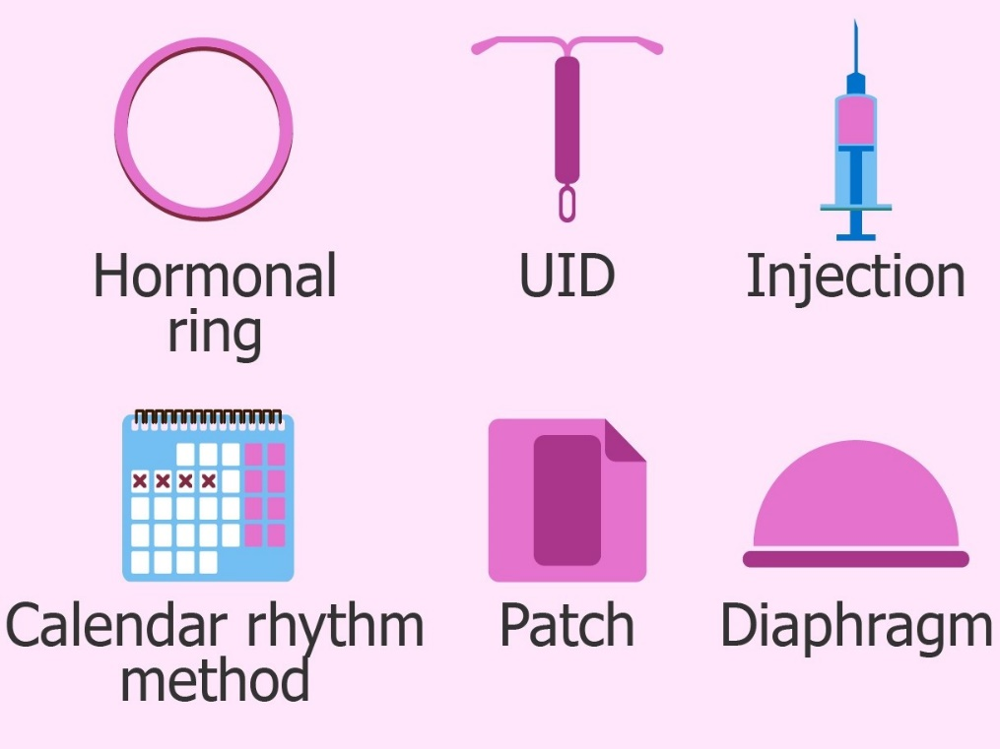 Hormonal
ring
UID
Injection
Calendar rhythm
method
Patch
Diaphragm